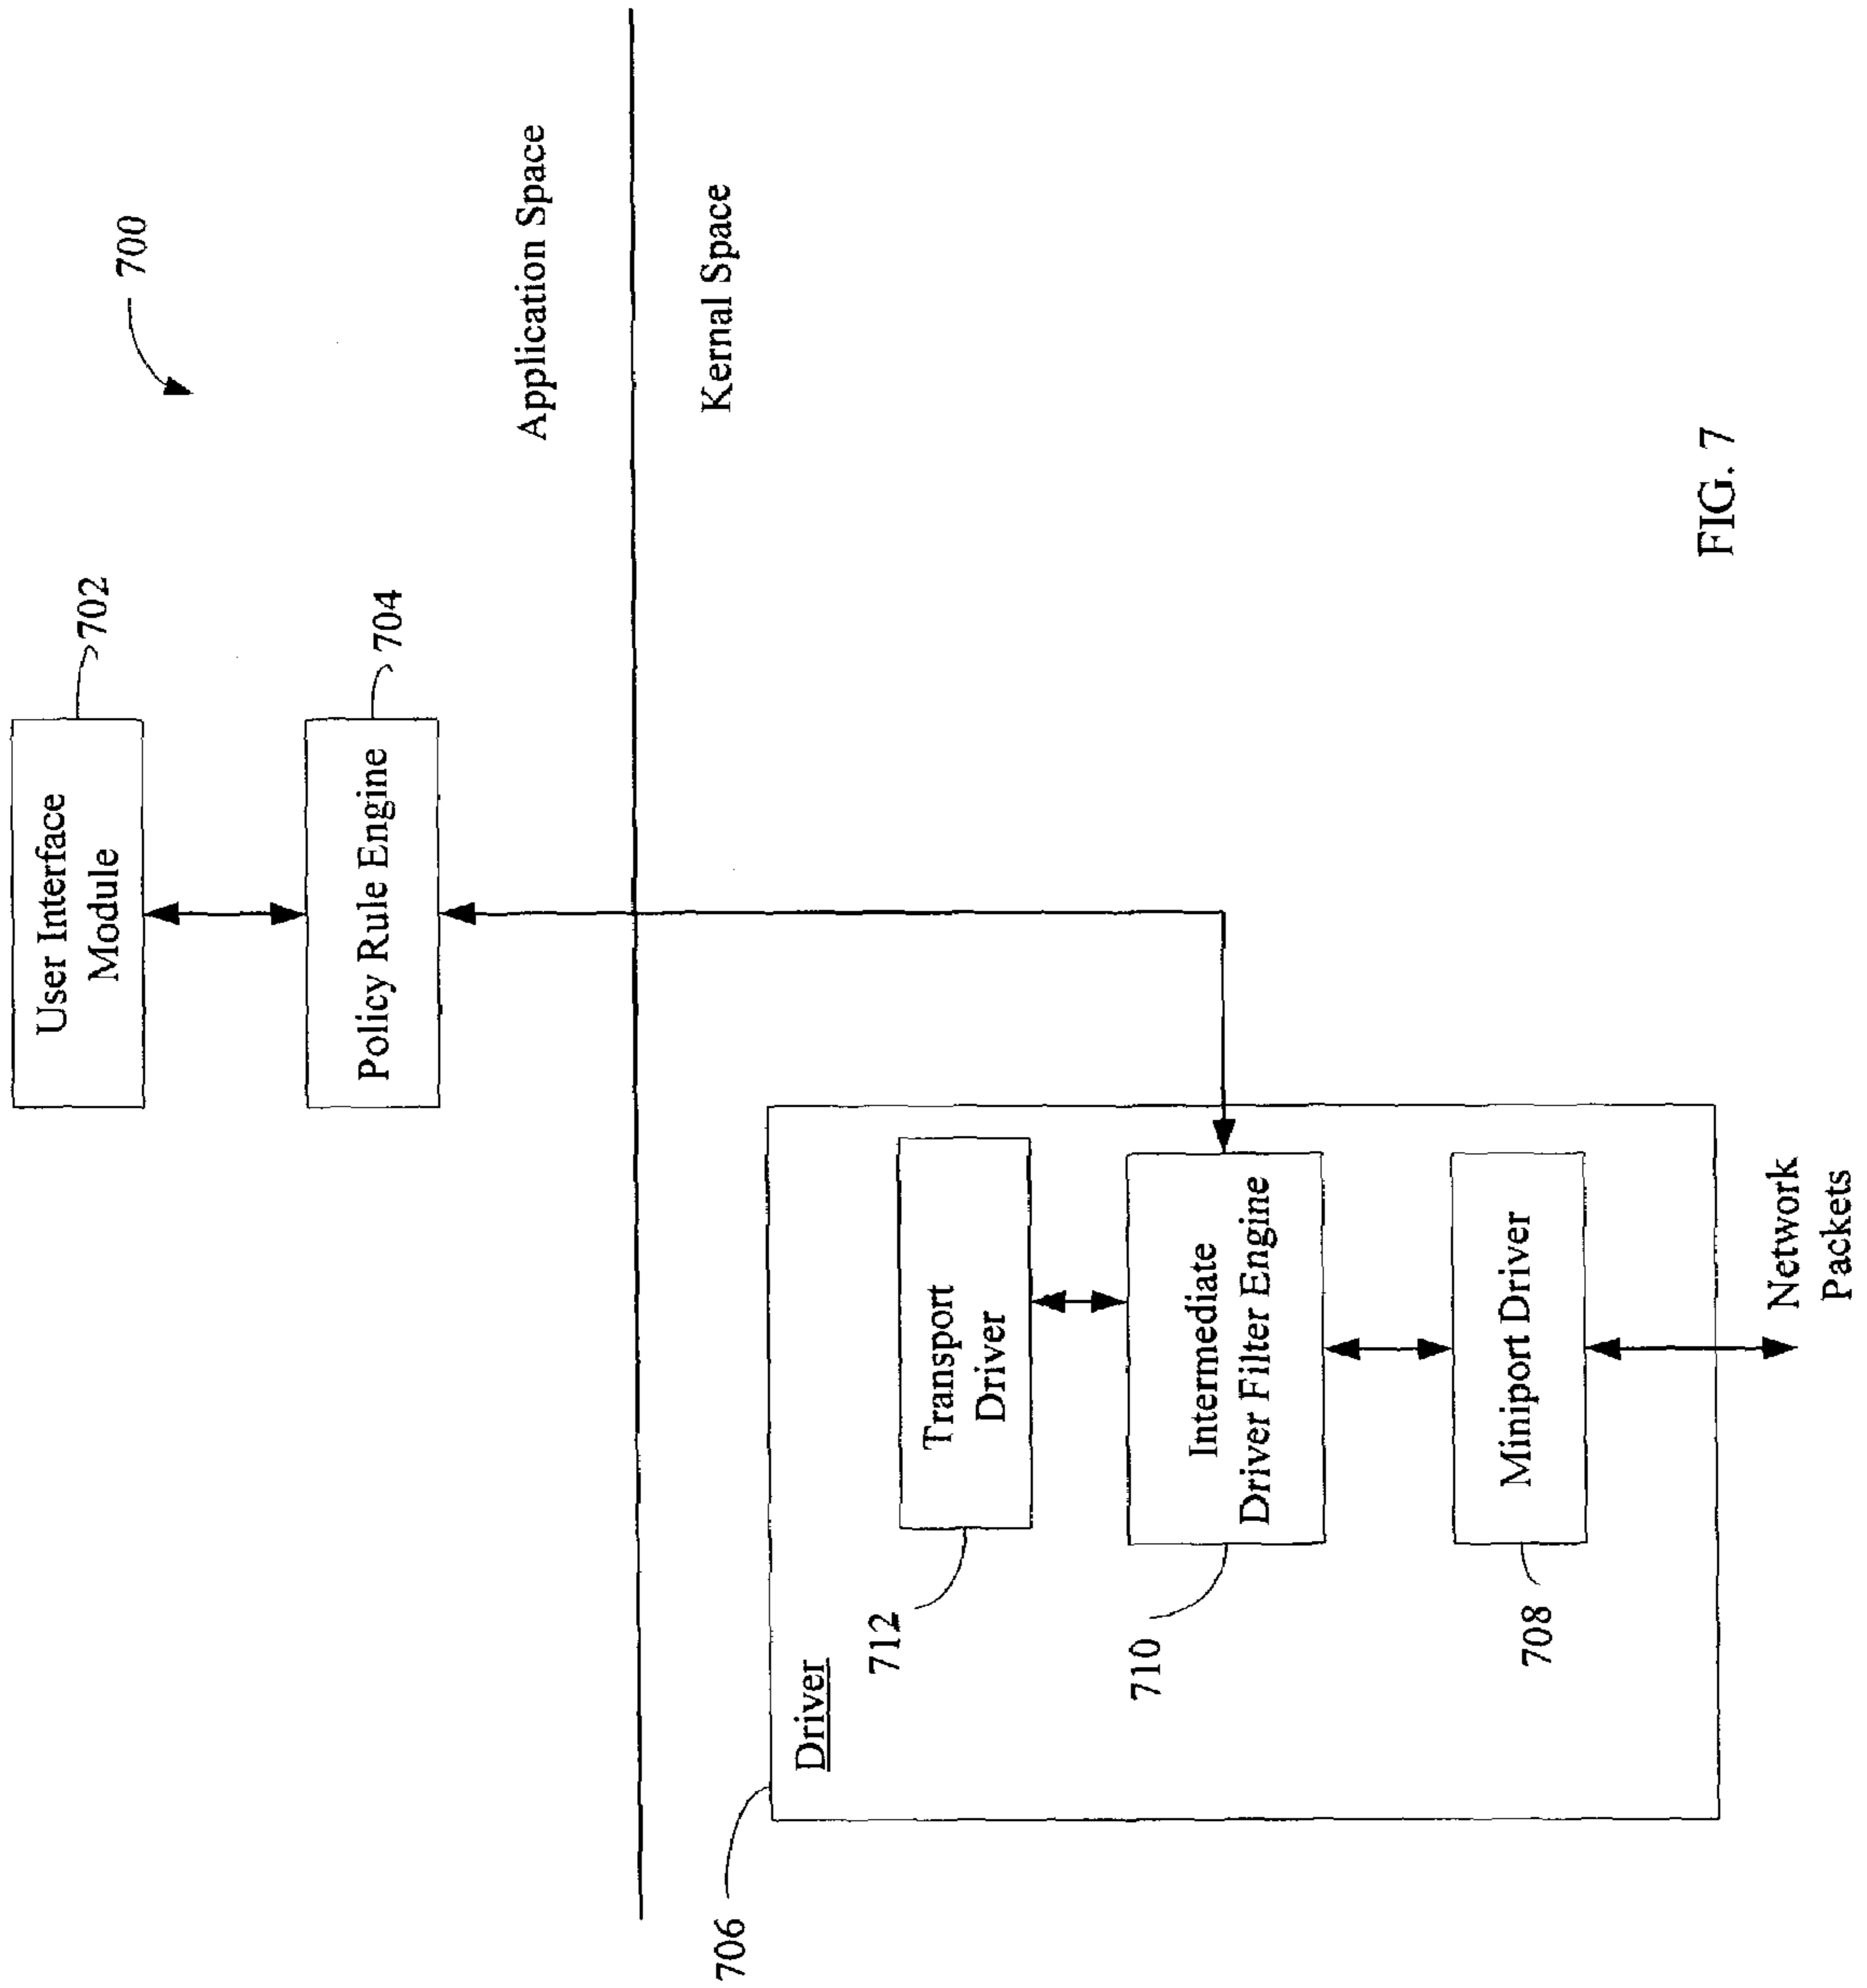 700
User Interface
Module
702
Policy Rule Engine
704
Application Space
Kernal Space
706
Driver
Transport
Driver
712
Intermediate
Driver Filter Engine
710
Miniport Driver
708
Network
Packets
FIG. 7